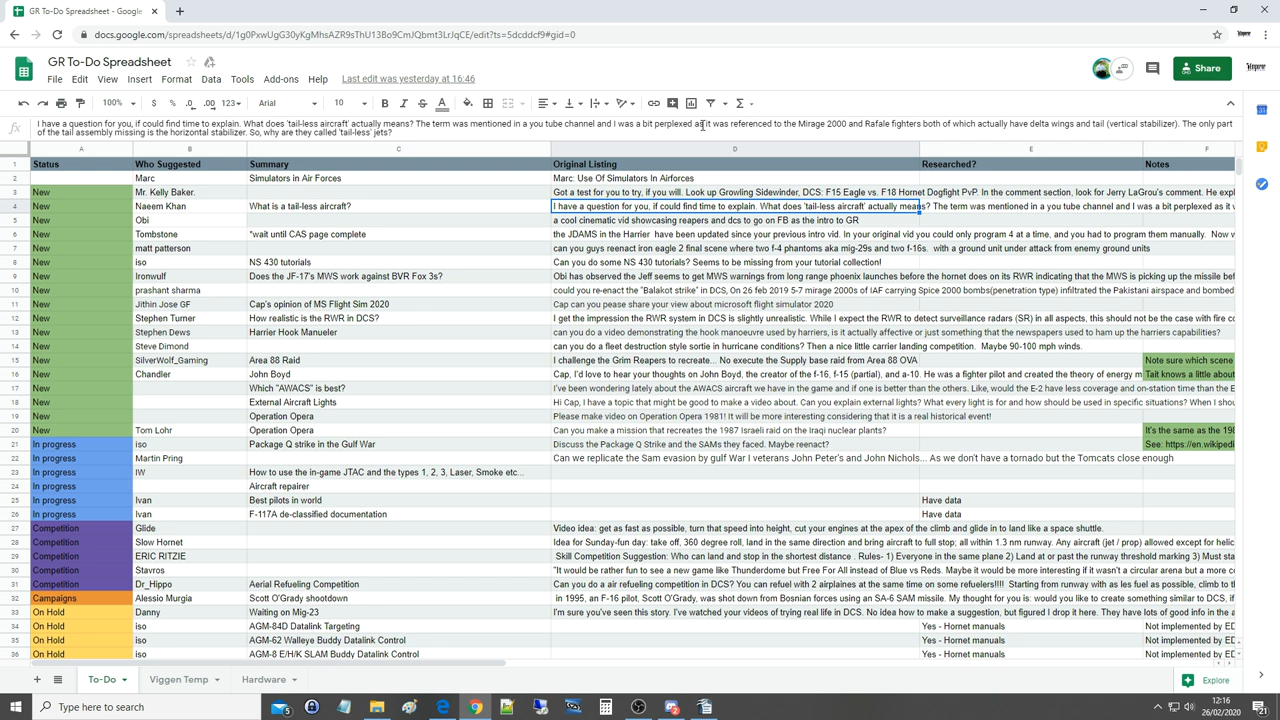 GR To-Do Spreadsheet - Google
docs.google.com/spreadsheets/d/1g0PxwUgG30yKgMhsAZR9sThU13Bo9CmJQbmt3LrJqCE/edit?ts=5dcddcf9#gid=0
GR To-Do Spreadsheet
File Edit View Insert Format Data Tools Add-ons Help Last edit was yesterday at 16:46
Share
100% $ % .0 .00 123 Arial 10 B I S A
fx I have a question for you, if could find time to explain. What does 'tail-less aircraft' actually means? The term was mentioned in a you tube channel and I was a bit perplexed as it was referenced to the Mirage 2000 and Rafale fighters both of which actually have delta wings and tail (vertical stabilizer). The only part
of the tail assembly missing is the horizontal stabilizer. So, why are they called 'tail-less' jets?
A B C D E F
1 Status Who Suggested Summary Original Listing Researched? Notes
2 Marc Simulators in Air Forces Marc: Use Of Simulators In Airforces
3 New Mr. Kelly Baker. Got a test for you to try, if you will. Look up Growling Sidewinder, DCS: F15 Eagle vs. F18 Hornet Dogfight PvP. In the comment section, look for Jerry LaGrou's comment. He expl
4 New Naeem Khan What is a tail-less aircraft? I have a question for you, if could find time to explain. What does 'tail-less aircraft' actually means? The term was mentioned in a you tube channel and I was a bit perplexed as it w
5 New Obi a cool cinematic vid showcasing reapers and dcs to go on FB as the intro to GR
6 New Tombstone *wait until CAS page complete the JDAMS in the Harrier have been updated since your previous intro vid. In your original vid you could only program 4 at a time, and you had to program them manually. Now w
7 New matt patterson can you guys reenact iron eagle 2 final scene where two f-4 phantoms aka mig-29s and two f-16s. with a ground unit under attack from enemy ground units
8 New iso NS 430 tutorials Can you do some NS 430 tutorials? Seems to be missing from your tutorial collection!
9 New Ironwulf Does the JF-17's MWS work against BVR Fox 3s? Obi has observed the Jeff seems to get MWS warnings from long range phoenix launches before the hornet does on its RWR indicating that the MWS is picking up the missile bef
10 New prashant sharma could you re-enact the "Balakot strike" in DCS, On 26 feb 2019 5-7 mirage 2000s of IAF carrying Spice 2000 bombs(penetration type) infiltrated the Pakistani airspace and bombed
11 New Jithin Jose GF Cap's opinion of MS Flight Sim 2020 Cap can you pease share your view about microsoft flight simulator 2020
12 New Stephen Turner How realistic is the RWR in DCS? I get the impression the RWR system in DCS is slightly unrealistic. While I expect the RWR to detect surveillance radars (SR) in all aspects, this should not be the case with fire co
13 New Stephen Dews Harrier Hook Manueler can you do a video demonstrating the hook manoeuvre used by harriers, is it actually affective or just something that the newspapers used to ham up the harriers capabilities?
14 New Steve Dimond can you do a fleet destruction style sortie in hurricane conditions? Then a nice little carrier landing competition. Maybe 90-100 mph winds.
15 New SilverWolf_Gaming Area 88 Raid I challenge the Grim Reapers to recreate... No execute the Supply base raid from Area 88 OVA Note sure which scene
16 New Chandler John Boyd Cap, I'd love to hear your thoughts on John Boyd, the creator of the f-16, f-15 (partial), and a-10. He was a fighter pilot and created the theory of energy m Tait knows a little about
17 New Which "AWACS" is best? I've been wondering lately about the AWACS aircraft we have in the game and if one is better than the others. Like, would the E-2 have less coverage and on-station time than the E
18 New External Aircraft Lights Hi Cap, I have a topic that might be good to make a video about. Can you explain external lights? What every light is for and how should be used in specific situations? When I shou
19 New Operation Opera Please make video on Operation Opera 1981! It will be more interesting considering that it is a real historical event!
20 New Tom Lohr Operation Opera Can you make a mission that recreates the 1987 Israeli raid on the Iraqi nuclear plants? It's the same as the 198
21 In progress iso Package Q strike in the Gulf War Discuss the Package Q Strike and the SAMs they faced. Maybe reenact? See: https://en.wikiped
22 In progress Martin Pring Can we replicate the Sam evasion by gulf War I veterans John Peter's and John Nichols... As we don't have a tornado but the Tomcats close enough
23 In progress IW How to use the in-game JTAC and the types 1, 2, 3, Laser, Smoke etc...
24 In progress Aircraft repairer
25 In progress Ivan Best pilots in world Have data
26 In progress Ivan F-117A de-classified documentation Have data
27 Competition Glide Video idea: get as fast as possible, turn that speed into height, cut your engines at the apex of the climb and glide in to land like a space shuttle.
28 Competition Slow Hornet Idea for Sunday-fun day: take off, 360 degree roll, land in the same direction and bring aircraft to full stop; all within 1.3 nm runway. Any aircraft (jet / prop) allowed except for helic
29 Competition ERIC RITZIE Skill Competition Suggestion: Who can land and stop in the shortest distance . Rules- 1) Everyone in the same plane 2) Land at or past the runway threshold marking 3) Must sta
30 Competition Stavros "It would be rather fun to see a new game like Thunderdome but Free For All instead of Blue vs Reds. Maybe it would be more interesting if it wasn't a circular arena but a more c
31 Competition Dr_Hippo Aerial Refueling Competition Can you do a air refueling competition in DCS? You can refuel with 2 airplanes at the same time on some refuelers!!!! Starting from runway with as les fuel as possible, climb to t
32 Campaigns Alessio Murgia Scott O'Grady shootdown in 1995, an F-16 pilot, Scott O'Grady, was shot down from Bosnian forces using an SA-6 SAM missile. My thought for you is: would you like to create something similar to DCS, if
33 On Hold Danny Waiting on Mig-23 I'm sure you've seen this story. I've watched your videos of trying real life in DCS. No idea how to make a suggestion, but figured I drop it here. They have lots of good info in the a
34 On Hold iso AGM-84D Datalink Targeting Yes - Hornet manuals Not implemented by ED
35 On Hold iso AGM-62 Walleye Buddy Datalink Control Yes - Hornet manuals Not implemented by ED
36 On Hold iso AGM-8 E/H/K SLAM Buddy Datalink Control Yes - Hornet manuals Not implemented by ED
To-Do Viggen Temp Hardware Explore
Type here to search 12:16
26/02/2020